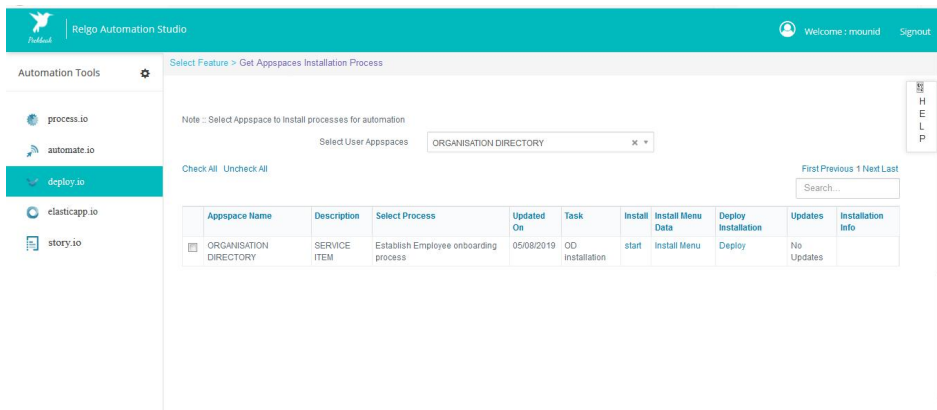 Relgo Automation Studio
Welcome : mounid Signout
Prekbesh
Automation Tools
Select Feature > Get Appspaces Installation Process
HELP
process.io
automate.io
deploy.io
elasticapp.io
story.io
Note :: Select Appspace to Install processes for automation
Select User Appspaces ORGANISATION DIRECTORY
Check All Uncheck All
First Previous 1 Next Last
Search...
Appspace Name Description Select Process Updated On Task Install Install Menu Data Deploy Installation Updates Installation Info
ORGANISATION DIRECTORY SERVICE ITEM Establish Employee onboarding process 05/08/2019 OD installation start Install Menu Deploy No Updates